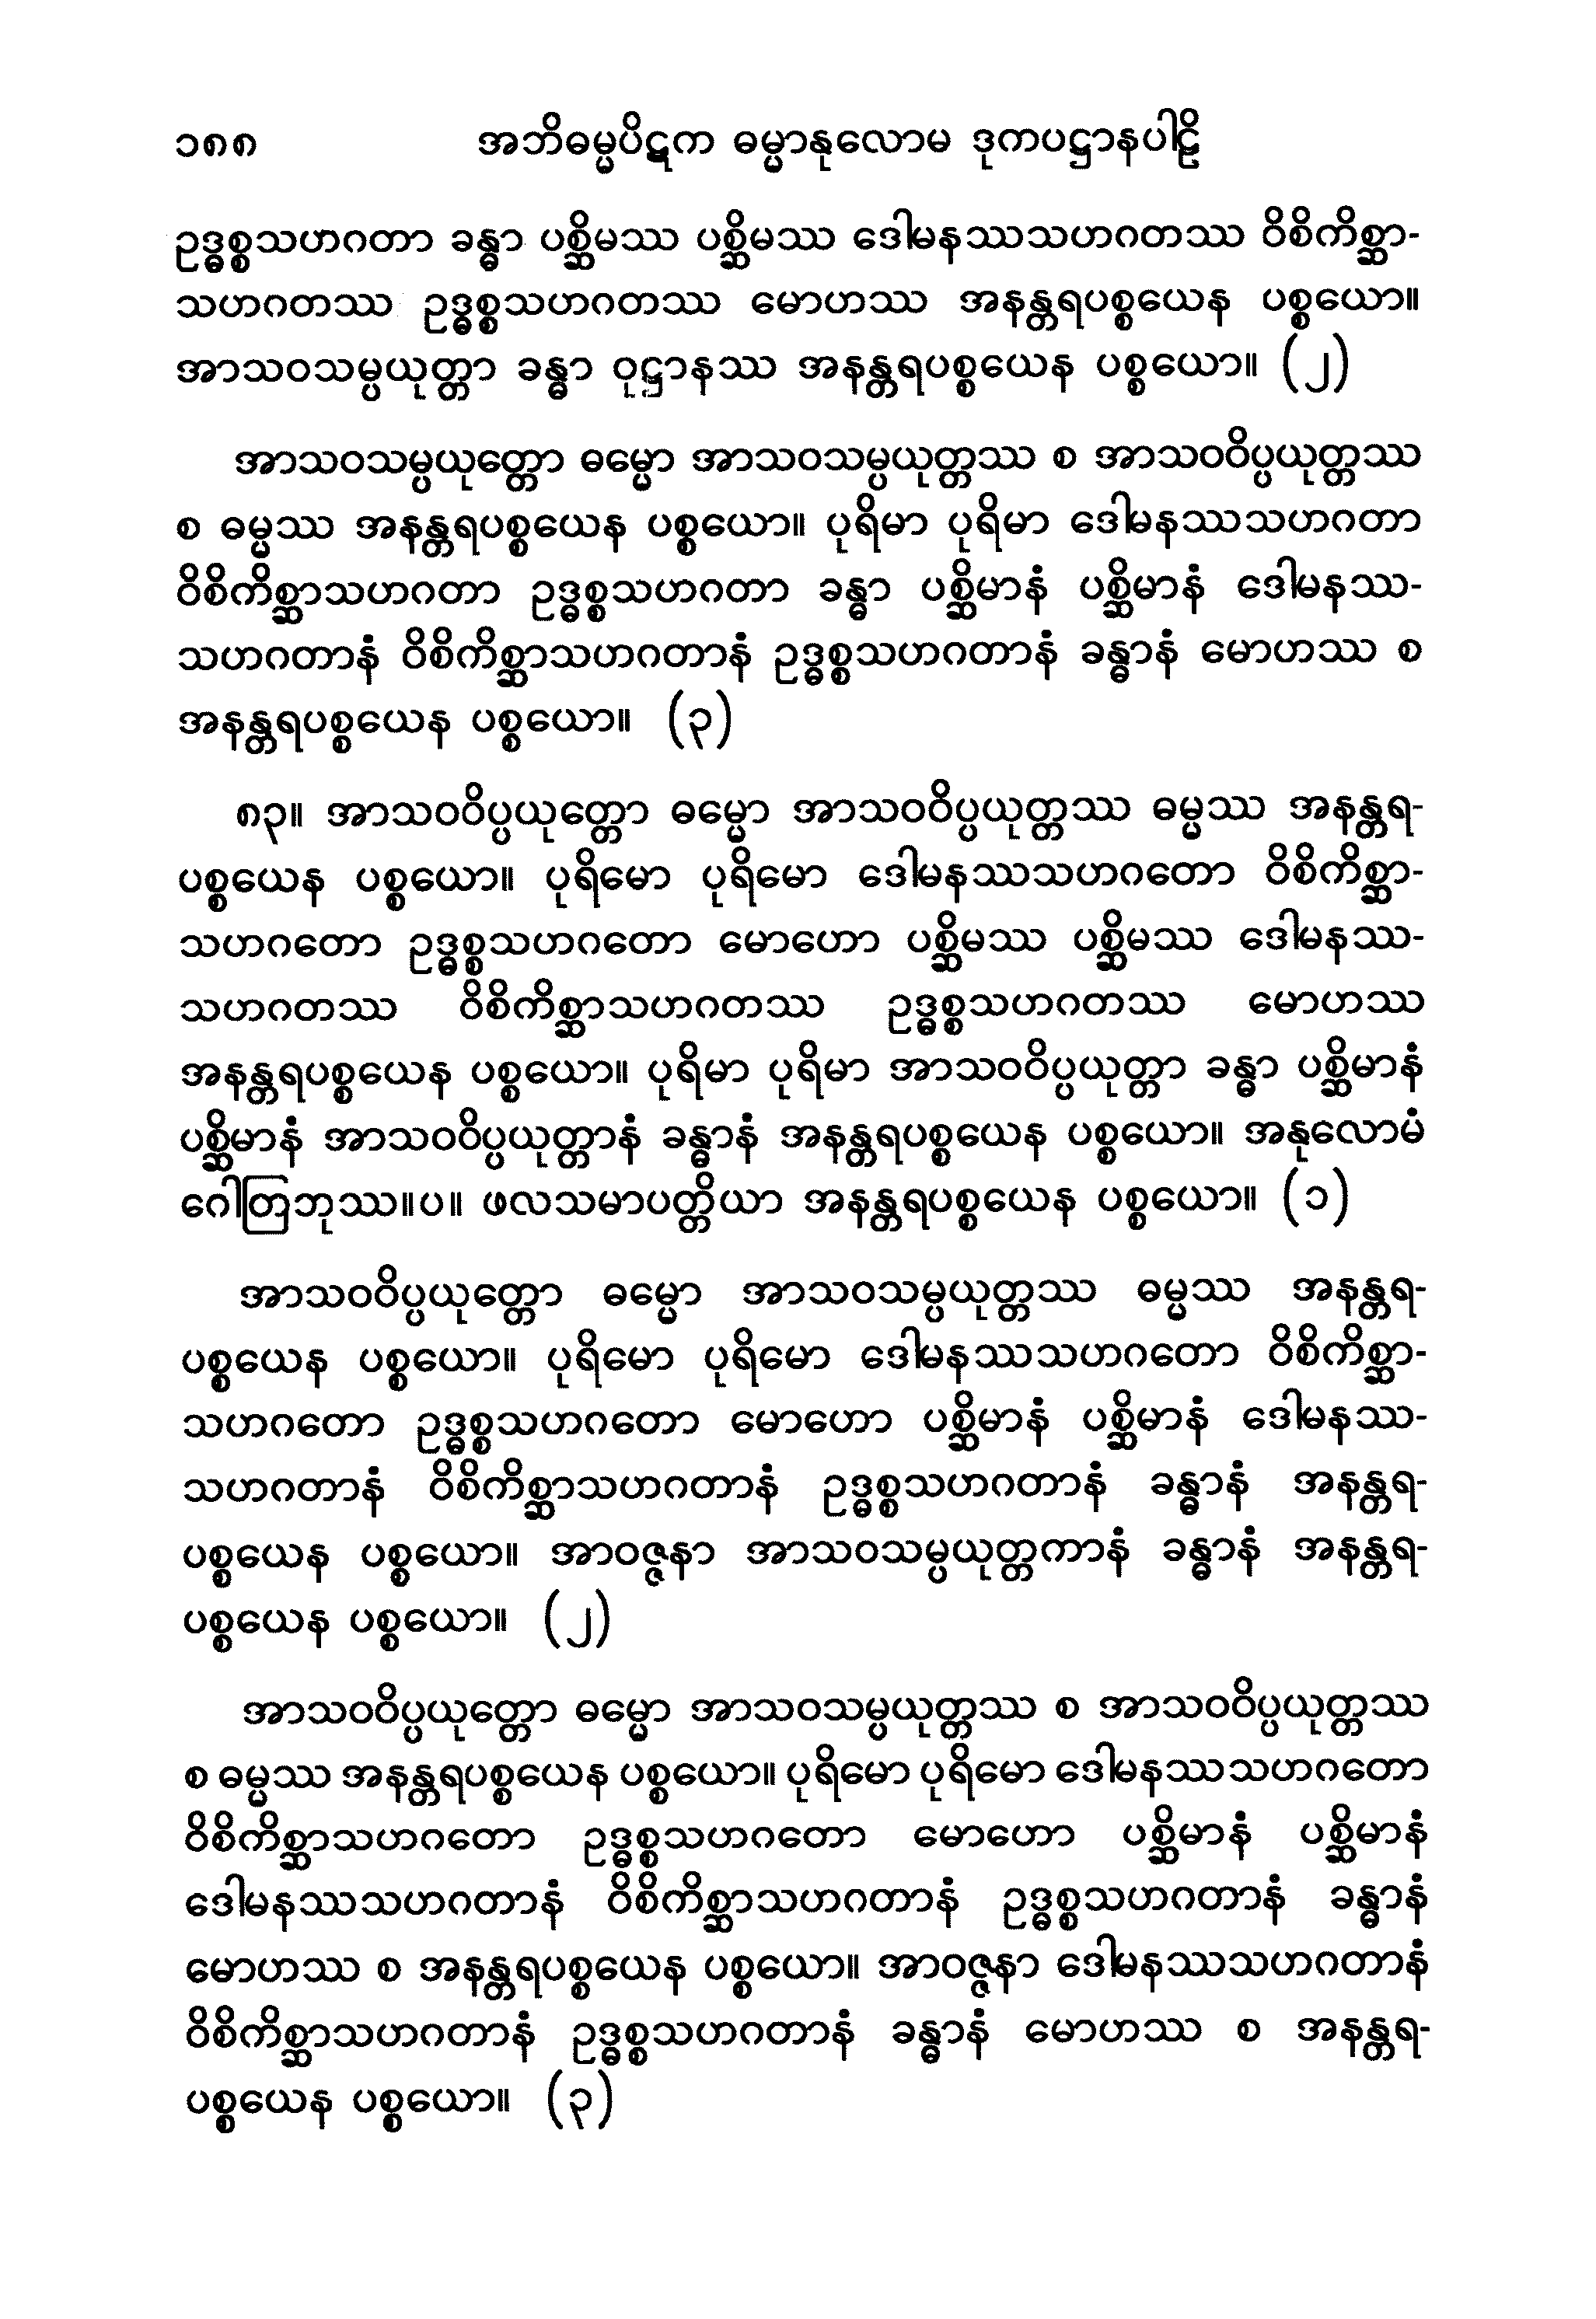 ၁၈၈ အဘိဓမ္မပိဋက ဓမ္မာနုလောမ ဒုကပဋ္ဌာနပါဠိ
ဥဒ္ဓစ္စသဟဂတာ ခန္ဓာ ပစ္ဆိမဿ ပစ္ဆိမဿ ဒေါမနဿသဟဂတဿ ဝိစိကိစ္ဆာ-
သဟဂတဿ ဥဒ္ဓစ္စသဟဂတဿ မောဟဿ အနန္တရပစ္စယေန ပစ္စယော။
အာသဝသမ္ပယုတ္တာ ခန္ဓာ ဝုဋ္ဌာနဿ အနန္တရပစ္စယေန ပစ္စယော။ (၂)
အာသဝသမ္ပယုတ္တော ဓမ္မော အာသဝသမ္ပယုတ္တဿ စ အာသဝဝိပ္ပယုတ္တဿ
စ ဓမ္မဿ အနန္တရပစ္စယေန ပစ္စယော။ ပုရိမာ ပုရိမာ ဒေါမနဿသဟဂတာ
ဝိစိကိစ္ဆာသဟဂတာ ဥဒ္ဓစ္စသဟဂတာ ခန္ဓာ ပစ္ဆိမာနံ ပစ္ဆိမာနံ ဒေါမနဿ-
သဟဂတာနံ ဝိစိကိစ္ဆာသဟဂတာနံ ဥဒ္ဓစ္စသဟဂတာနံ ခန္ဓာနံ မောဟဿ စ
အနန္တရပစ္စယေန ပစ္စယော။ (၃)
၈၃။ အာသဝဝိပ္ပယုတ္တော ဓမ္မော အာသဝဝိပ္ပယုတ္တဿ ဓမ္မဿ အနန္တရ-
ပစ္စယေန ပစ္စယော။ ပုရိမော ပုရိမော ဒေါမနဿသဟဂတော ဝိစိကိစ္ဆာ-
သဟဂတော ဥဒ္ဓစ္စသဟဂတော မောဟော ပစ္ဆိမဿ ပစ္ဆိမဿ ဒေါမနဿ-
သဟဂတဿ ဝိစိကိစ္ဆာသဟဂတဿ ဥဒ္ဓစ္စသဟဂတဿ မောဟဿ
အနန္တရပစ္စယေန ပစ္စယော။ ပုရိမာ ပုရိမာ အာသဝဝိပ္ပယုတ္တာ ခန္ဓာ ပစ္ဆိမာနံ
ပစ္ဆိမာနံ အာသဝဝိပ္ပယုတ္တာနံ ခန္ဓာနံ အနန္တရပစ္စယေန ပစ္စယော။ အနုလောမံ
ဂေါတြဘုဿ။ပ။ ဖလသမာပတ္တိယာ အနန္တရပစ္စယေန ပစ္စယော။ (၁)
အာသဝဝိပ္ပယုတ္တော ဓမ္မော အာသဝသမ္ပယုတ္တဿ ဓမ္မဿ အနန္တရ-
ပစ္စယေန ပစ္စယော။ ပုရိမော ပုရိမော ဒေါမနဿသဟဂတော ဝိစိကိစ္ဆာ-
သဟဂတော ဥဒ္ဓစ္စသဟဂတော မောဟော ပစ္ဆိမာနံ ပစ္ဆိမာနံ ဒေါမနဿ-
သဟဂတာနံ ဝိစိကိစ္ဆာသဟဂတာနံ ဥဒ္ဓစ္စသဟဂတာနံ ခန္ဓာနံ အနန္တရ-
ပစ္စယေန ပစ္စယော။ အာဝဇ္ဇနာ အာသဝသမ္ပယုတ္တကာနံ ခန္ဓာနံ အနန္တရ-
ပစ္စယေန ပစ္စယော။ (၂)
အာသဝဝိပ္ပယုတ္တော ဓမ္မော အာသဝသမ္ပယုတ္တဿ စ အာသဝဝိပ္ပယုတ္တဿ
စ ဓမ္မဿ အနန္တရပစ္စယေန ပစ္စယော။ ပုရိမော ပုရိမော ဒေါမနဿသဟဂတော
ဝိစိကိစ္ဆာသဟဂတော ဥဒ္ဓစ္စသဟဂတော မောဟော ပစ္ဆိမာနံ ပစ္ဆိမာနံ
ဒေါမနဿသဟဂတာနံ ဝိစိကိစ္ဆာသဟဂတာနံ ဥဒ္ဓစ္စသဟဂတာနံ ခန္ဓာနံ
မောဟဿ စ အနန္တရပစ္စယေန ပစ္စယော။ အာဝဇ္ဇနာ ဒေါမနဿသဟဂတာနံ
ဝိစိကိစ္ဆာသဟဂတာနံ ဥဒ္ဓစ္စသဟဂတာနံ ခန္ဓာနံ မောဟဿ စ အနန္တရ-
ပစ္စယေန ပစ္စယော။ (၃)